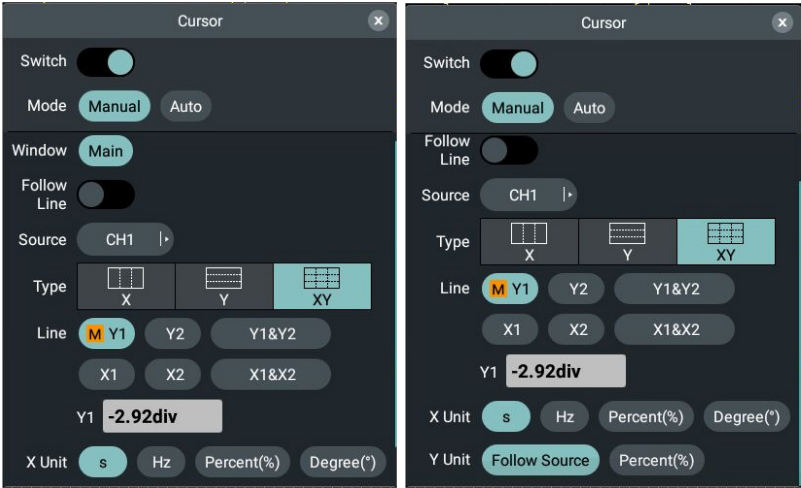 Cursor
Switch
Mode Manual Auto
Window Main
Follow
Line
Source CH1
Type X Y XY
Line M Y1 Y2 Y1&Y2
X1 X2 X1&X2
Y1 -2.92div
X Unit s Hz Percent(%) Degree(°)
Cursor
Switch
Mode Manual Auto
Follow
Line
Source CH1
Type X Y XY
Line M Y1 Y2 Y1&Y2
X1 X2 X1&X2
Y1 -2.92div
X Unit s Hz Percent(%) Degree(°)
Y Unit Follow Source Percent(%)